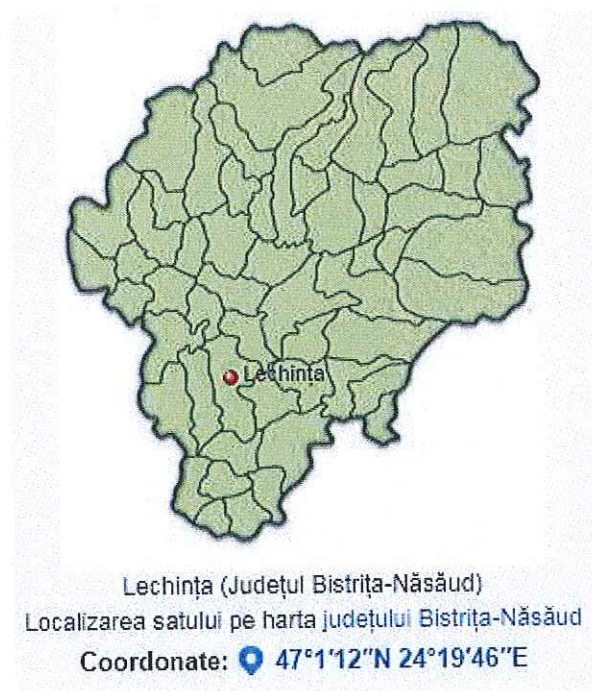 Lechința
Lechința (Județul Bistrița-Năsăud)
Localizarea satului pe harta județului Bistrița-Năsăud
Coordonate: 47°1′12″N 24°19′46″E